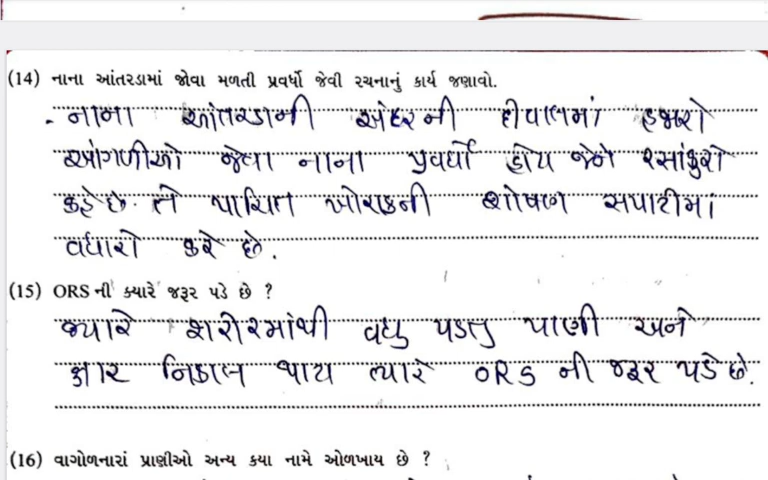 (14) નાના આંતરડામાં જોવા મળતી પ્રવર્ધો જેવી રચનાનું કાર્ય જણાવો.
- નાના આંતરડાની અંદરની દીવાલમાં હજારો
આંગળીઓ જેવા નાના પ્રવર્ધો હોય જેને રસાંકુરો
કહે છે. તે પાચિત ખોરાકની શોષણ સપાટીમાં
વધારો કરે છે.
(15) ORS ની ક્યારે જરૂર પડે છે ?
જ્યારે શરીરમાંથી વધુ પડતુ પાણી અને
ક્ષાર નિકાલ થાય ત્યારે ORS ની જરૂર પડે છે.
(16) વાગોળનારાં પ્રાણીઓ અન્ય કયા નામે ઓળખાય છે ?